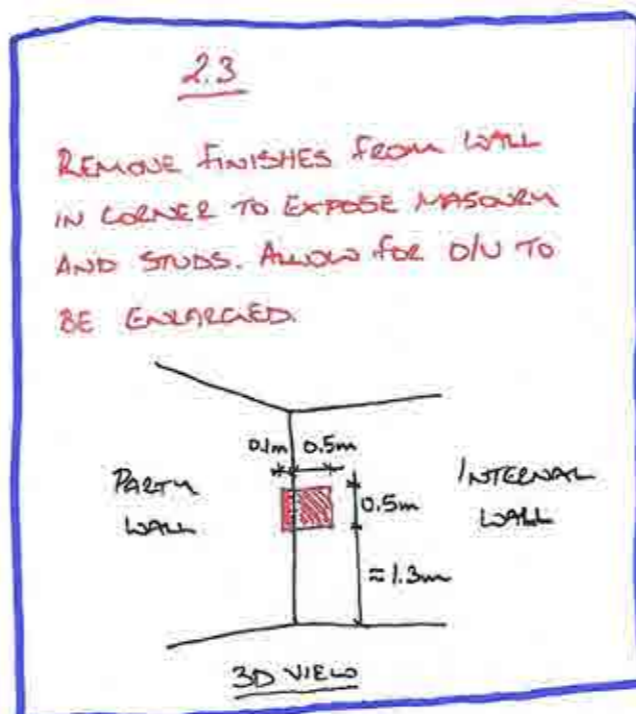 2.3
REMOVE FINISHES FROM WALL
IN CORNER TO EXPOSE MASONRY
AND STUDS. ALLOW FOR O/U TO
BE ENLARGED.
0.1m 0.5m
PARTY
WALL
0.5m
INTERNAL
WALL
≈1.3m
3D VIEW